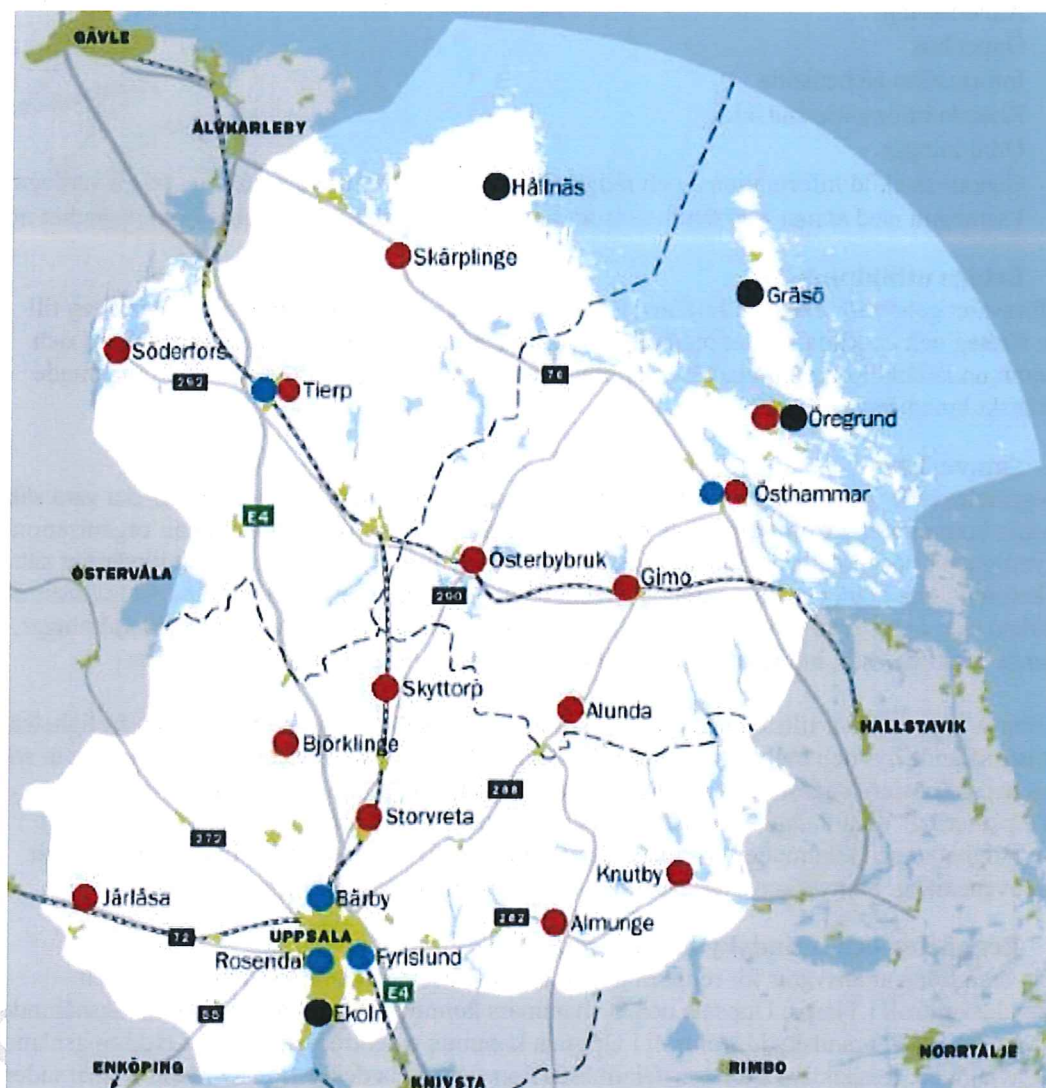 GÄVLE
ÄLVKARLEBY
Hållnäs
Skärplinge
Gräsö
Söderfors
292
Tierp
76
Öregrund
Östhammar
E4
Österbybruk
ÖSTERVÅLA
Gimo
290
Skyttorp
Alunda
HALLSTAVIK
Björklinge
288
Storvreta
272
Knutby
Järlåsa
Bärby
282
Almunge
72
UPPSALA
Rosendal
Fyrislund
E4
55
Ekoln
ENKÖPING
KNIVSTA
RIMBO
NORRTÄLJE